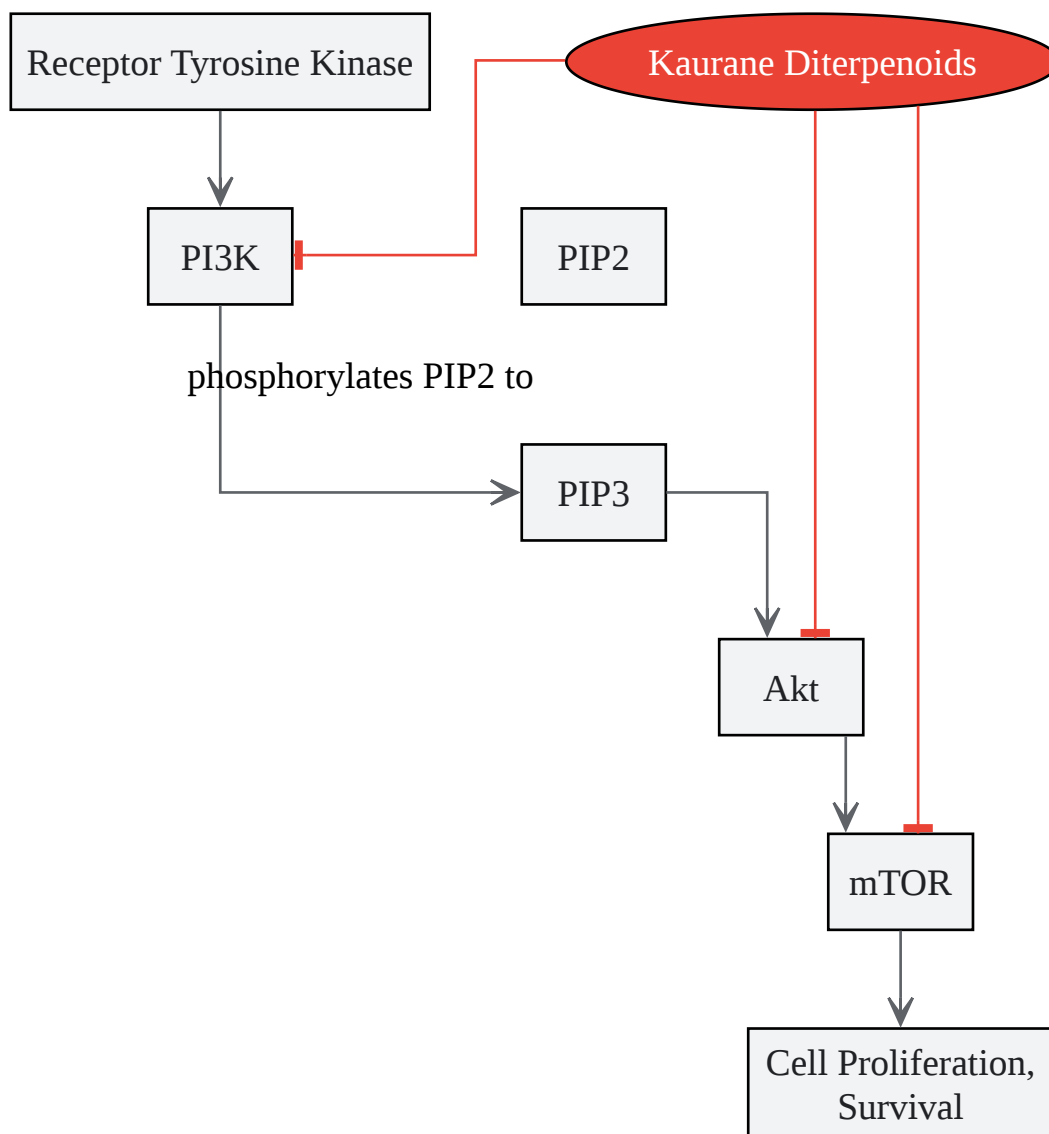 Receptor Tyrosine Kinase
Kaurane Diterpenoids
PI3K
PIP2
phosphorylates PIP2 to
PIP3
Akt
mTOR
Cell Proliferation,
Survival